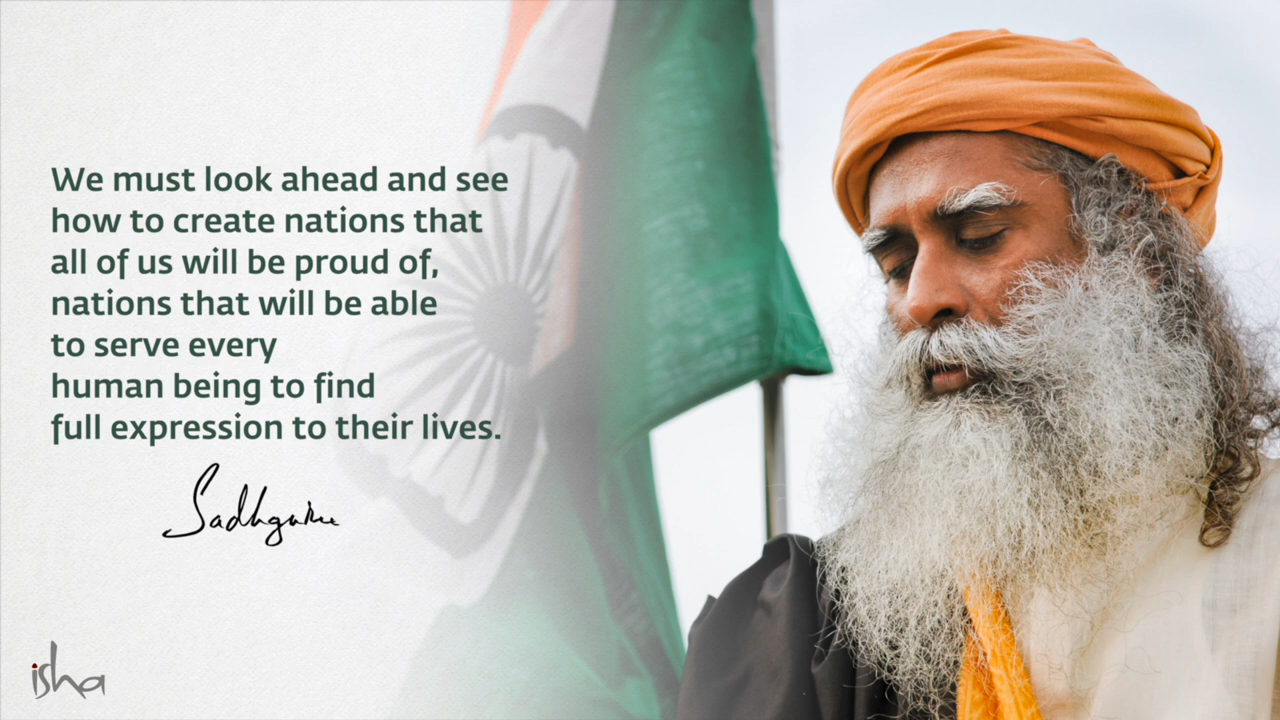 We must look ahead and see
how to create nations that
all of us will be proud of,
nations that will be able
to serve every
human being to find
full expression to their lives.
Sadhguru
isha